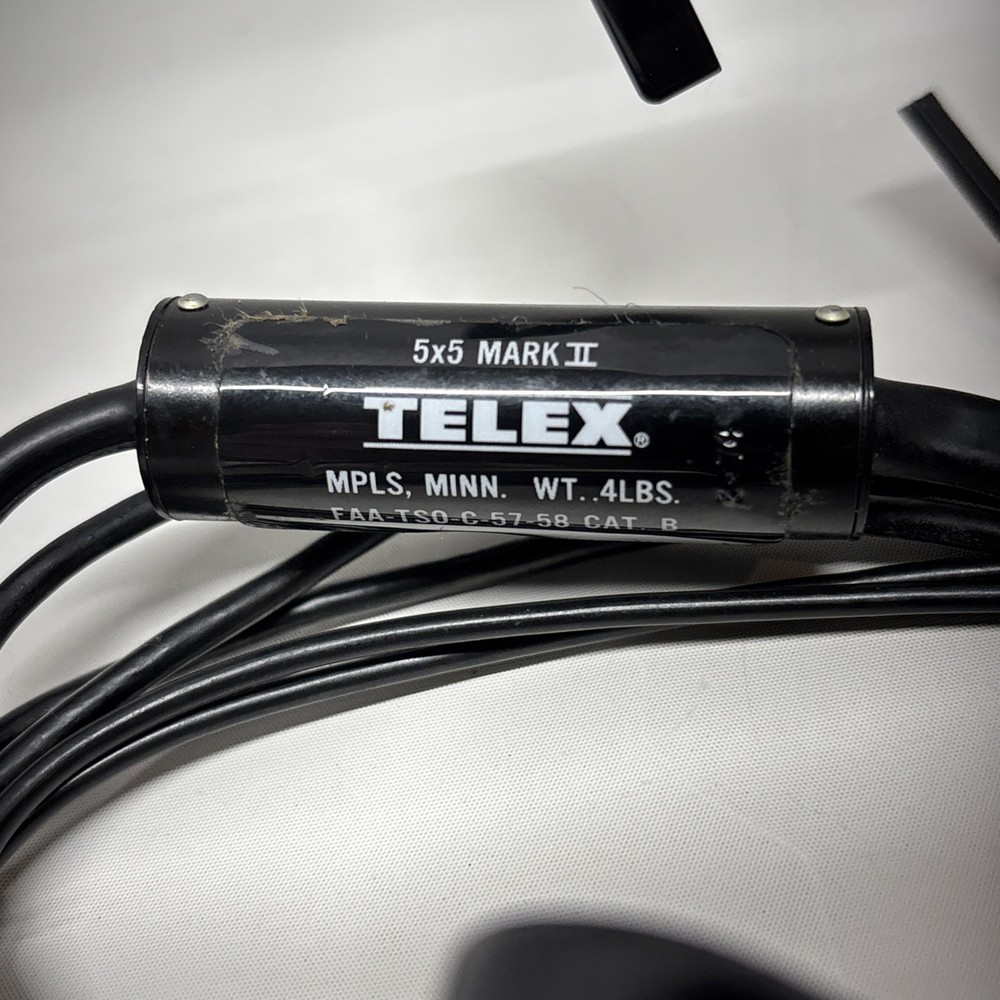 5x5 MARK II
TELEX®
MPLS, MINN. WT..4LBS.
FAA-TSO-C-57-58 CAT. B